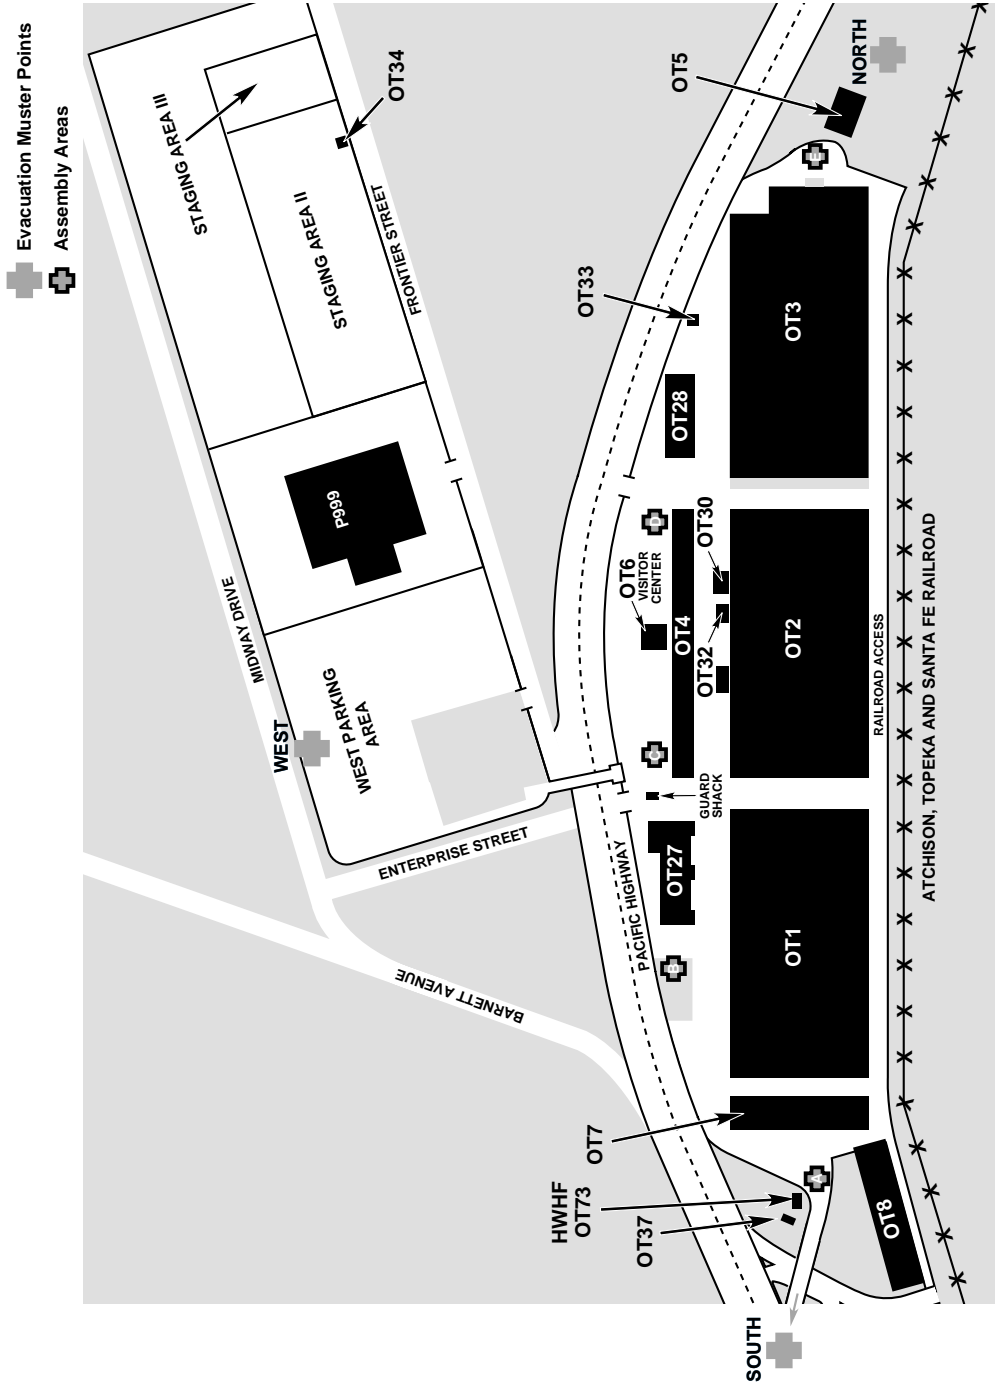 Evacuation Muster Points
Assembly Areas
STAGING AREA III
OT34
STAGING AREA II
FRONTIER STREET
OT5
NORTH
E
OT33
OT3
OT28
P999
MIDWAY DRIVE
D
OT30
OT6
VISITOR
CENTER
OT4
OT32
OT2
RAILROAD ACCESS
ATCHISON, TOPEKA AND SANTA FE RAILROAD
WEST
WEST PARKING
AREA
C
GUARD
SHACK
ENTERPRISE STREET
OT27
PACIFIC HIGHWAY
B
OT1
BARNETT AVENUE
OT7
HWHF
OT73
OT37
A
OT8
SOUTH